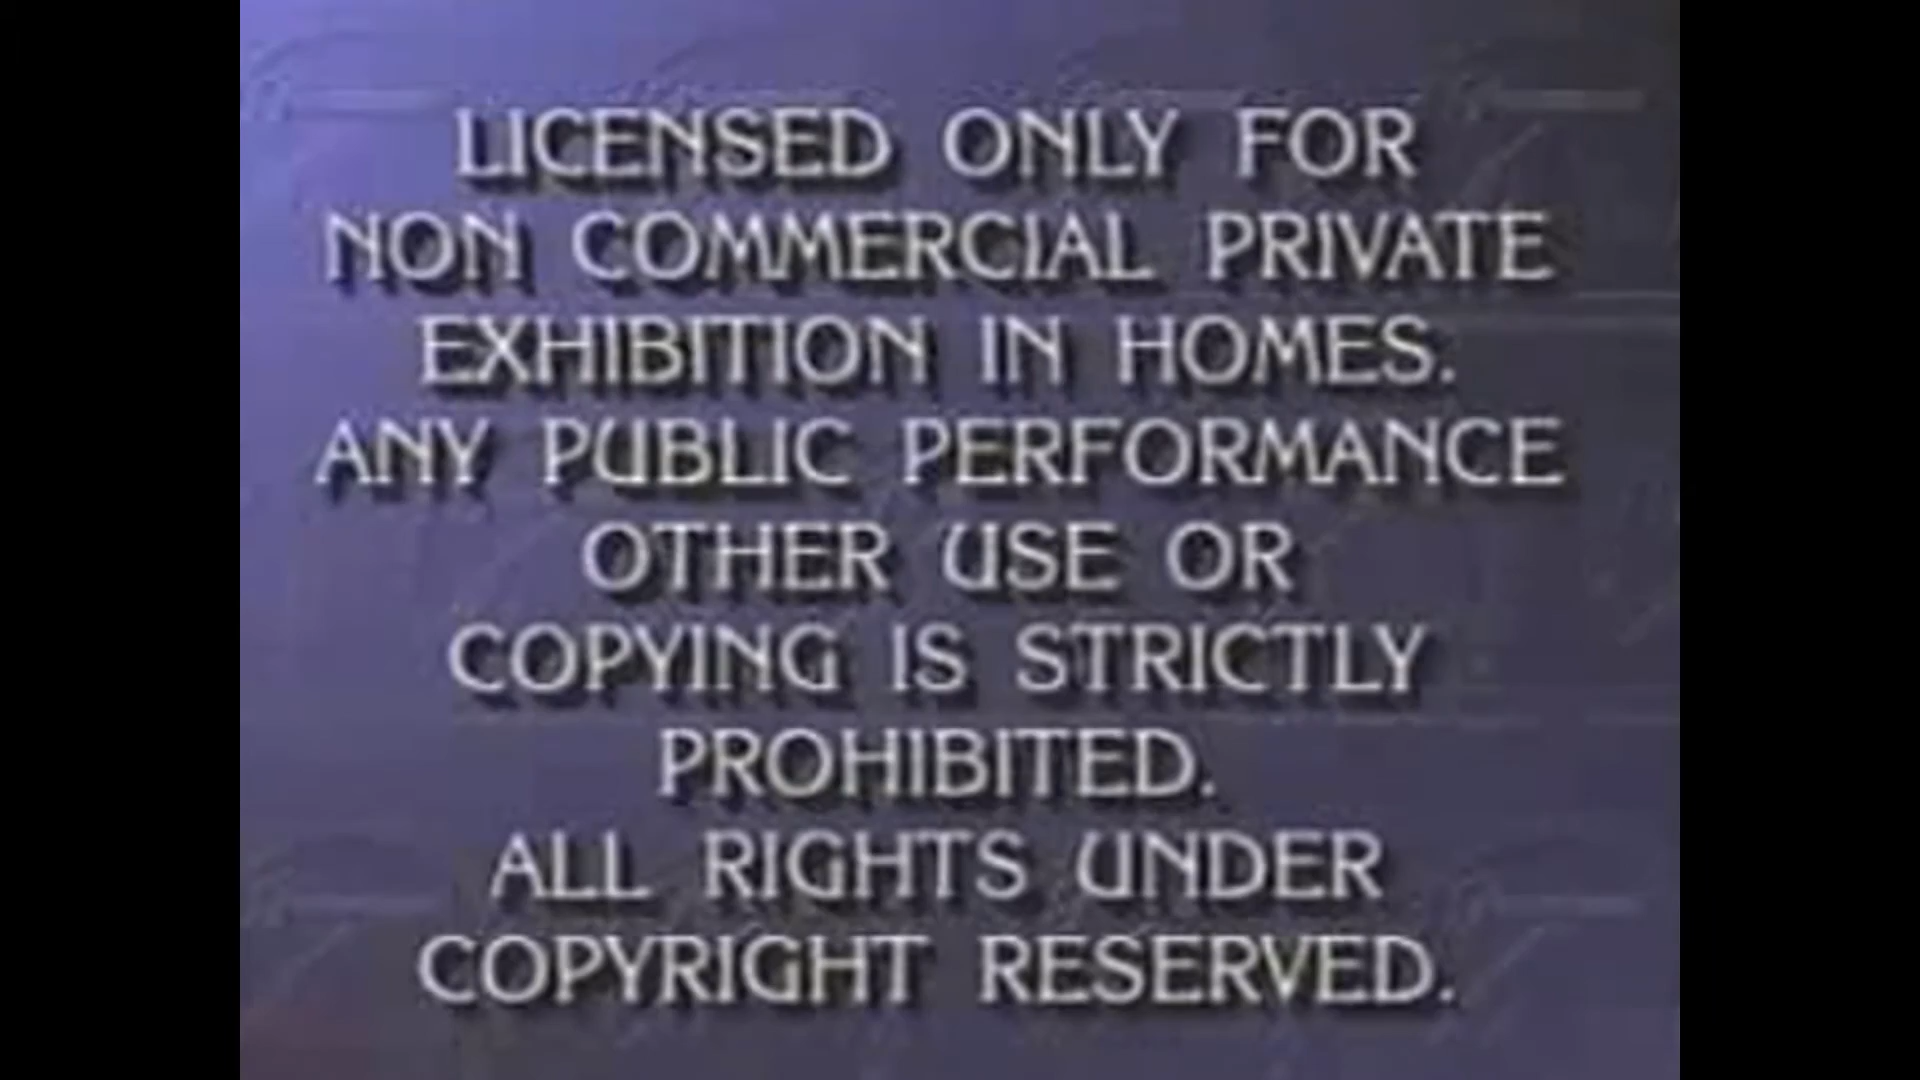 LICENSED ONLY FOR
NON COMMERCIAL PRIVATE
EXHIBITION IN HOMES.
ANY PUBLIC PERFORMANCE
OTHER USE OR
COPYING IS STRICTLY
PROHIBITED.
ALL RIGHTS UNDER
COPYRIGHT RESERVED.